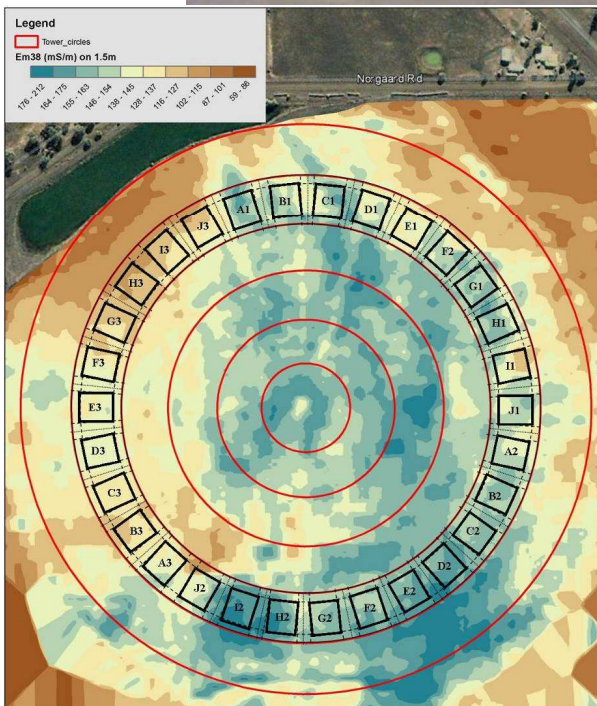 Legend
Tower_circles
Em38 (mS/m) on 1.5m
176 - 212
164 - 175
155 - 163
146 - 154
138 - 145
128 - 137
116 - 127
102 - 115
87 - 101
59 - 86
Norgaard Rd
A1
B1
C1
D1
E1
F2
G1
H1
I1
J1
A2
B2
C2
D2
E2
F2
G2
H2
I2
J2
A3
B3
C3
D3
E3
F3
G3
H3
I3
J3